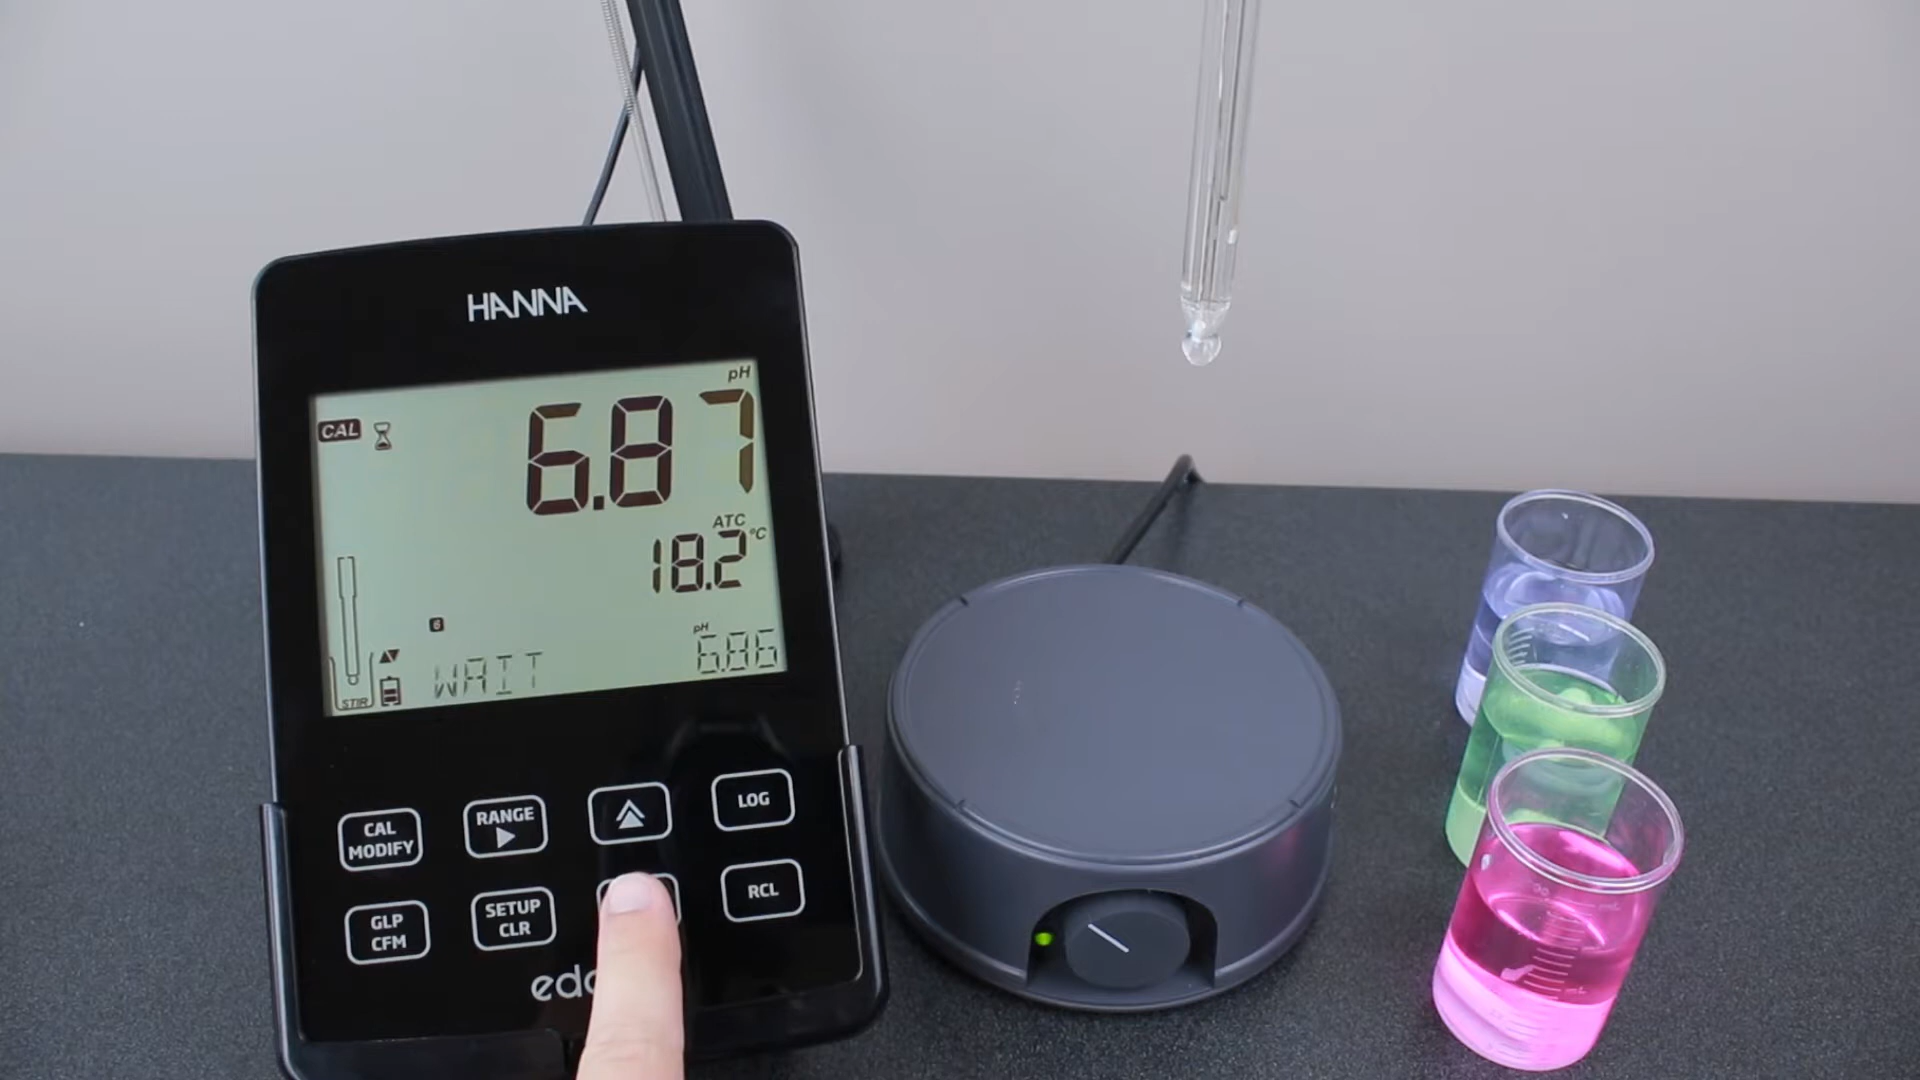 HANNA
pH
CAL
6.87
ATC
18.2 °C
6
pH
WAIT 6.86
STIR
CAL
MODIFY
RANGE
LOG
GLP
CFM
SETUP
CLR
RCL